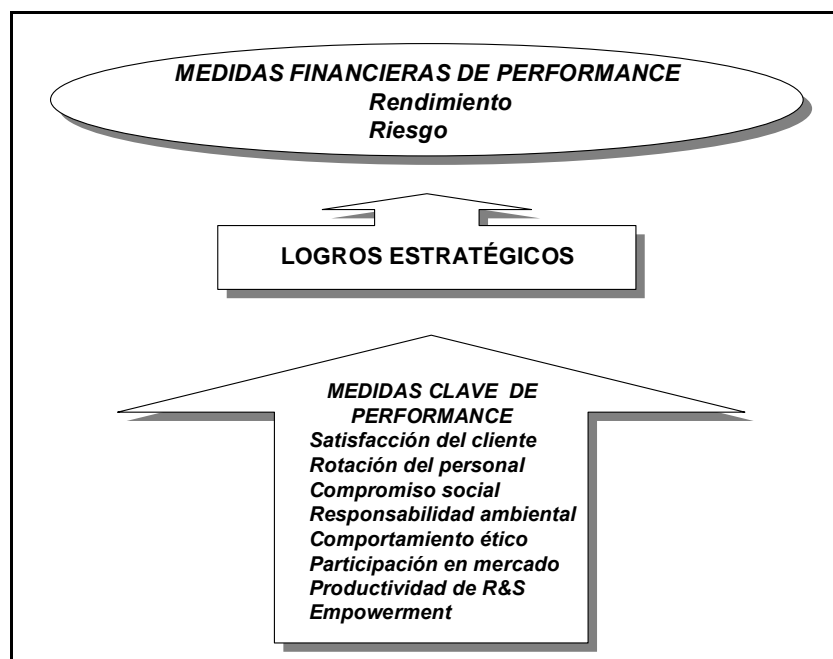 MEDIDAS FINANCIERAS DE PERFORMANCE
Rendimiento
Riesgo
LOGROS ESTRATÉGICOS
MEDIDAS CLAVE DE
PERFORMANCE
Satisfacción del cliente
Rotación del personal
Compromiso social
Responsabilidad ambiental
Comportamiento ético
Participación en mercado
Productividad de R&S
Empowerment